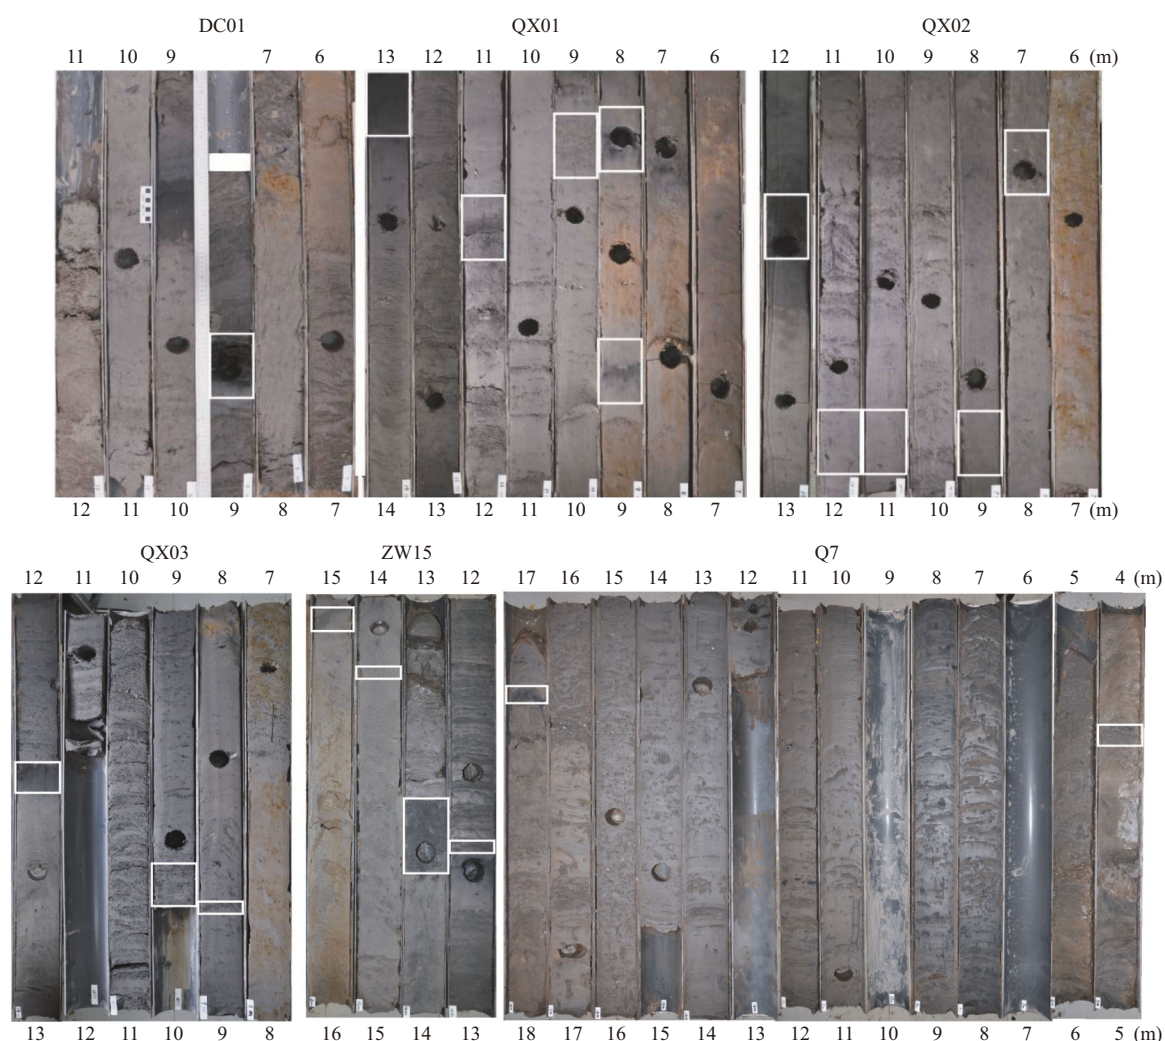 DC01 QX01 QX02
11 10 9 7 6 13 12 11 10 9 8 7 6 12 11 10 9 8 7 6 (m)
12 11 10 9 8 7 14 13 12 11 10 9 8 7 13 12 11 10 9 8 7 (m)
QX03 ZW15 Q7
12 11 10 9 8 7 15 14 13 12 17 16 15 14 13 12 11 10 9 8 7 6 5 4 (m)
13 12 11 10 9 8 16 15 14 13 18 17 16 15 14 13 12 11 10 9 8 7 6 5 (m)